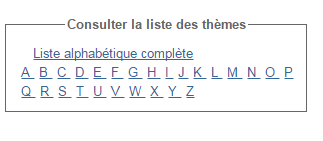 Consulter la liste des thèmes
Liste alphabétique complète
A B C D E F G H I J K L M N O P
Q R S T U V W X Y Z